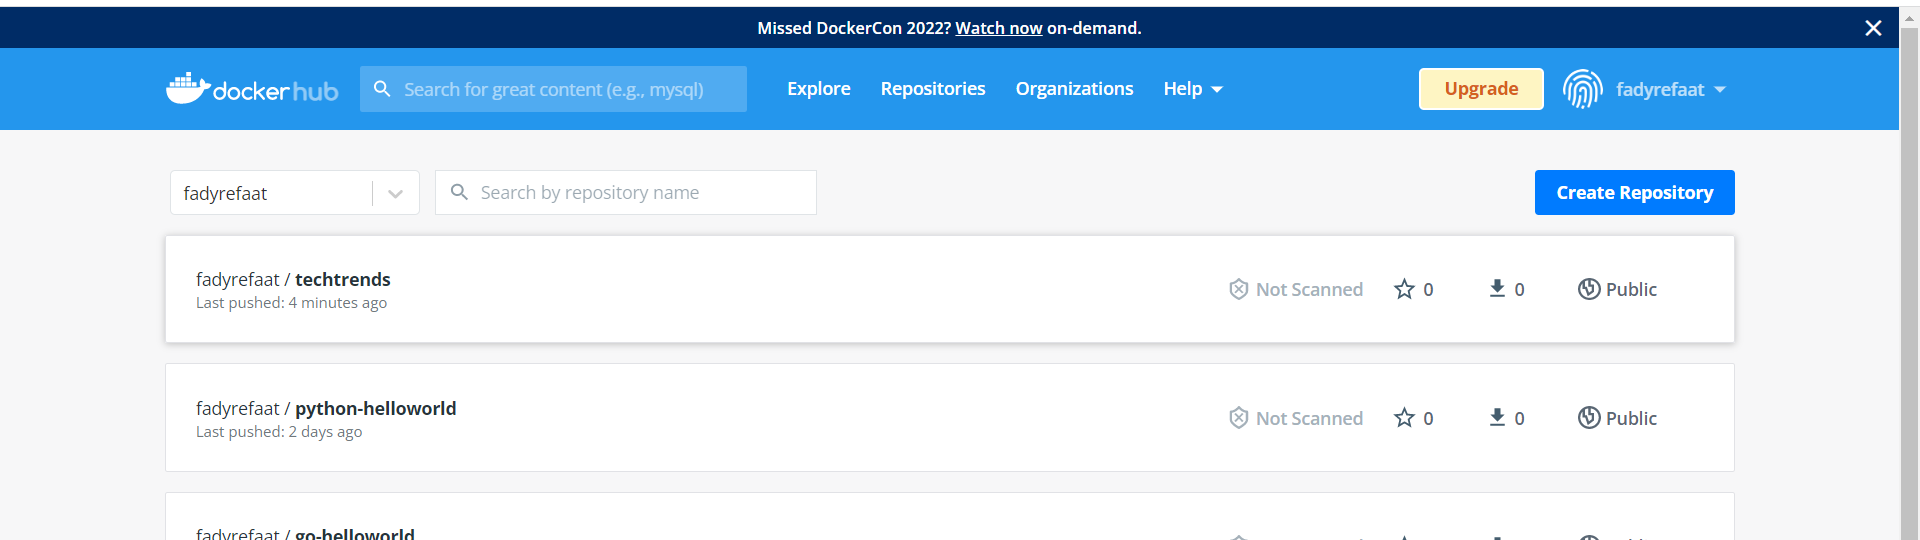 Missed DockerCon 2022? Watch now on-demand.
dockerhub
Search for great content (e.g., mysql)
Explore
Repositories
Organizations
Help
Upgrade
fadyrefaat
fadyrefaat
Search by repository name
Create Repository
fadyrefaat / techtrends
Last pushed: 4 minutes ago
Not Scanned
0
0
Public
fadyrefaat / python-helloworld
Last pushed: 2 days ago
Not Scanned
0
0
Public
fadyrefaat / go-helloworld